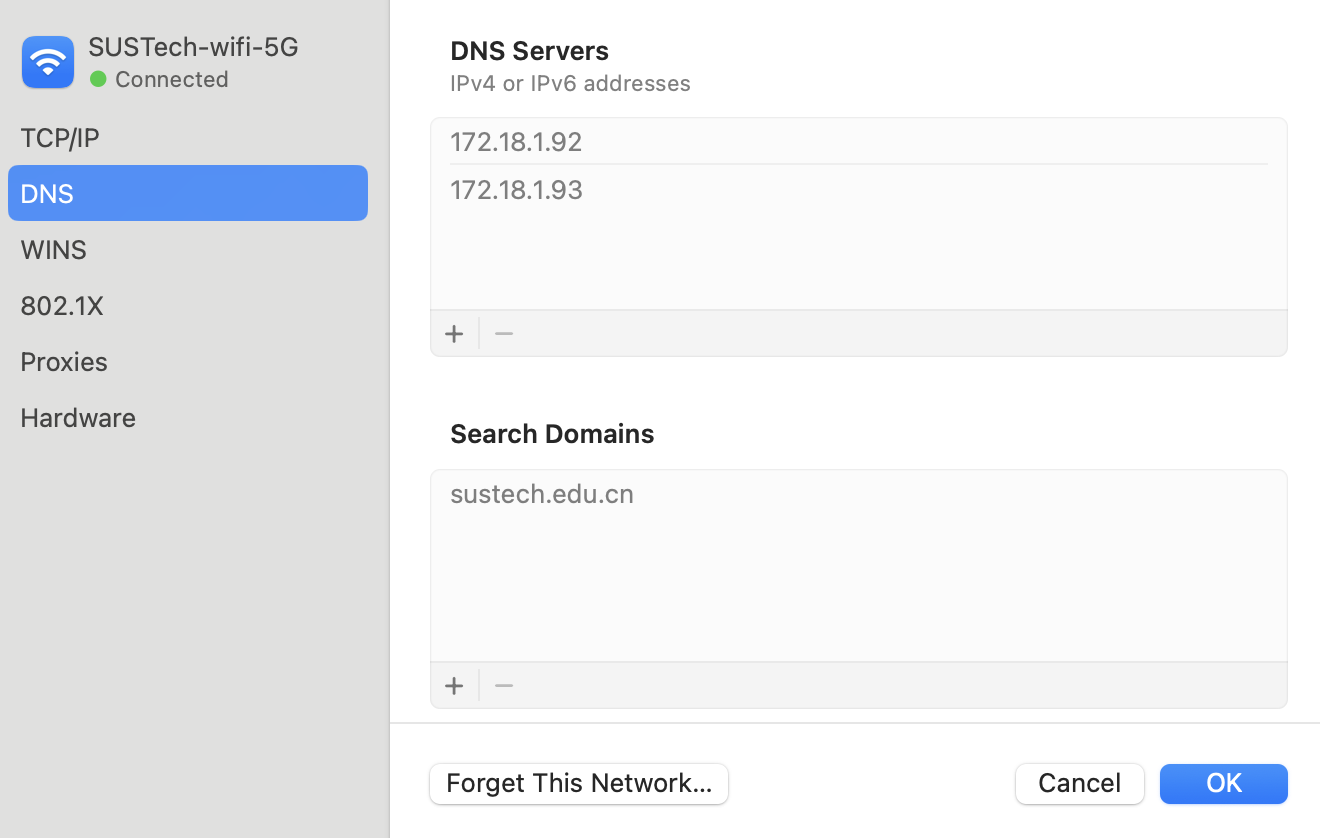 SUSTech-wifi-5G
Connected
TCP/IP
DNS
WINS
802.1X
Proxies
Hardware
DNS Servers
IPv4 or IPv6 addresses
172.18.1.92
172.18.1.93
Search Domains
sustech.edu.cn
Forget This Network...
Cancel
OK